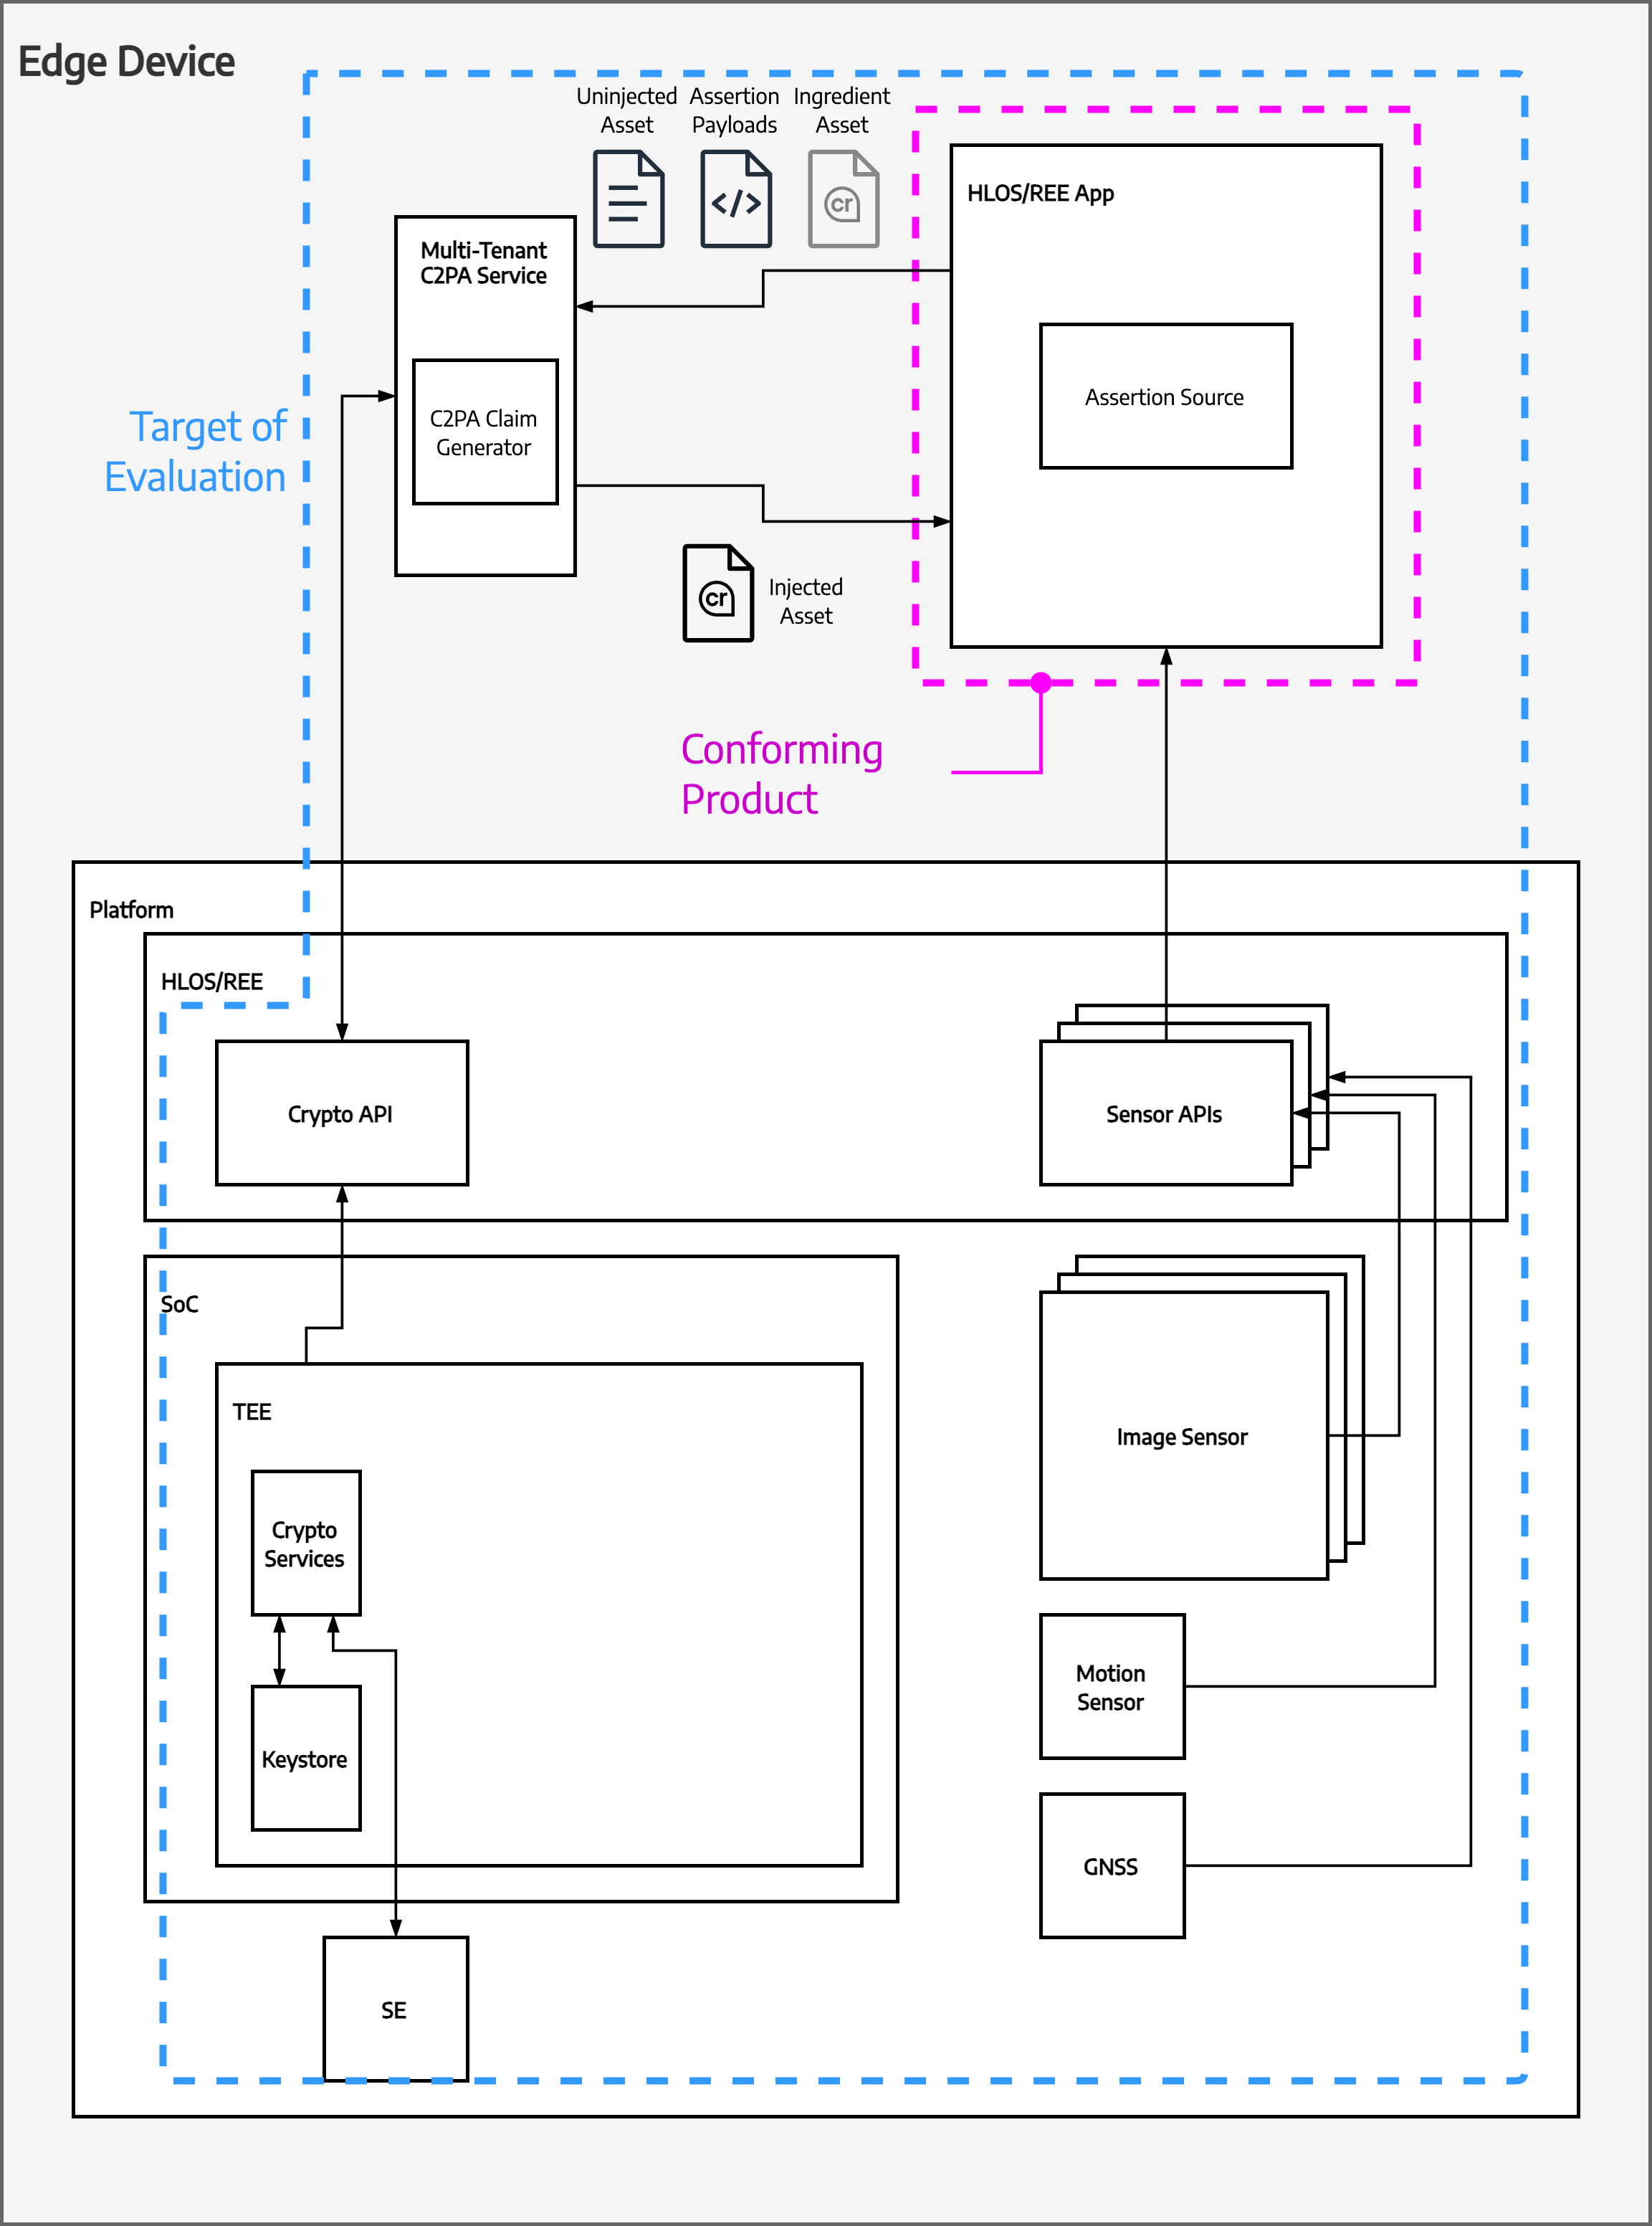 Edge Device
Uninjected
Asset
Assertion
Payloads
Ingredient
Asset
</>
cr
HLOS/REE App
Multi-Tenant
C2PA Service
C2PA Claim
Generator
Assertion Source
Target of
Evaluation
cr
Injected
Asset
Conforming
Product
Platform
HLOS/REE
Crypto API
Sensor APIs
SoC
TEE
Image Sensor
Crypto
Services
Motion
Sensor
Keystore
GNSS
SE